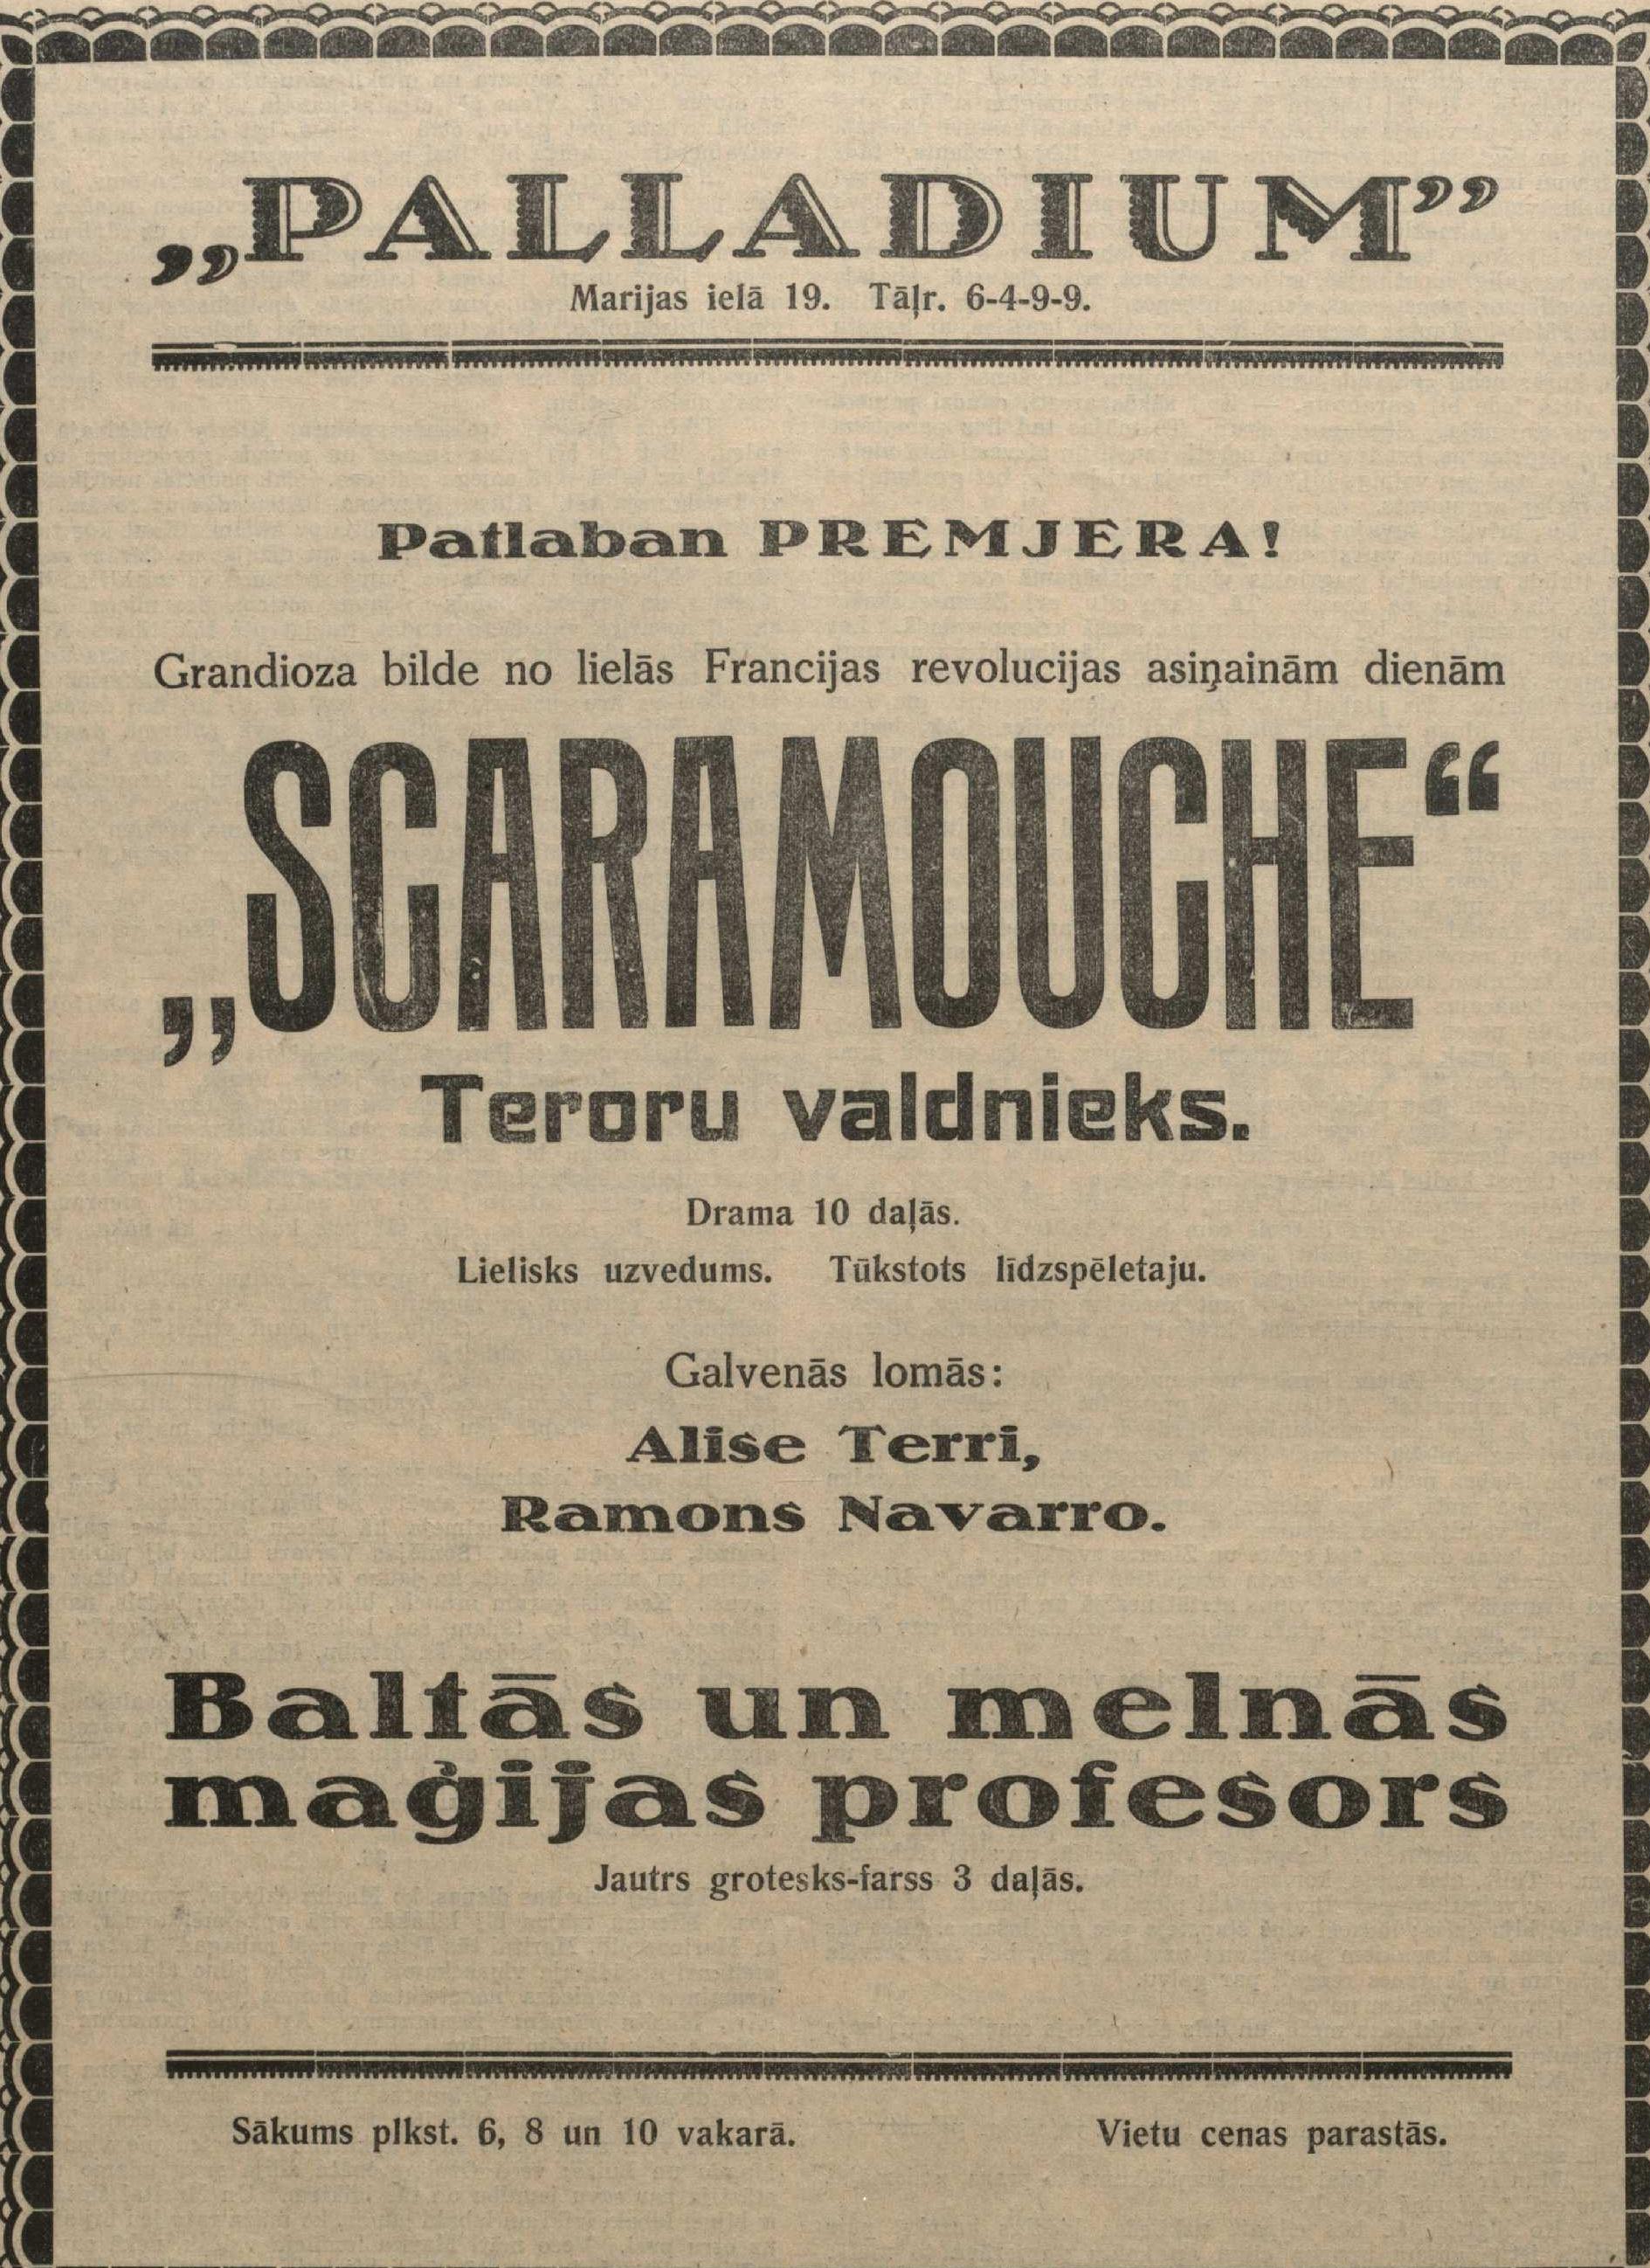 „PALLADIUM”
Marijas ielā 19. Tāļr. 6-4-9-9.
Patlaban PREMJERA!
Grandioza bilde no lielās Francijas revolucijas asiņainām dienām
„SCARAMOUCHE“
Teroru valdnieks.
Drama 10 daļās.
Lielisks uzvedums. Tūkstots līdzspēletaju.
Galvenās lomās:
Alise Terri,
Ramons Navarro.
Baltās un melnās
maģijas profesors
Jautrs grotesks-farss 3 daļās.
Sākums plkst. 6, 8 un 10 vakarā. Vietu cenas parastās.